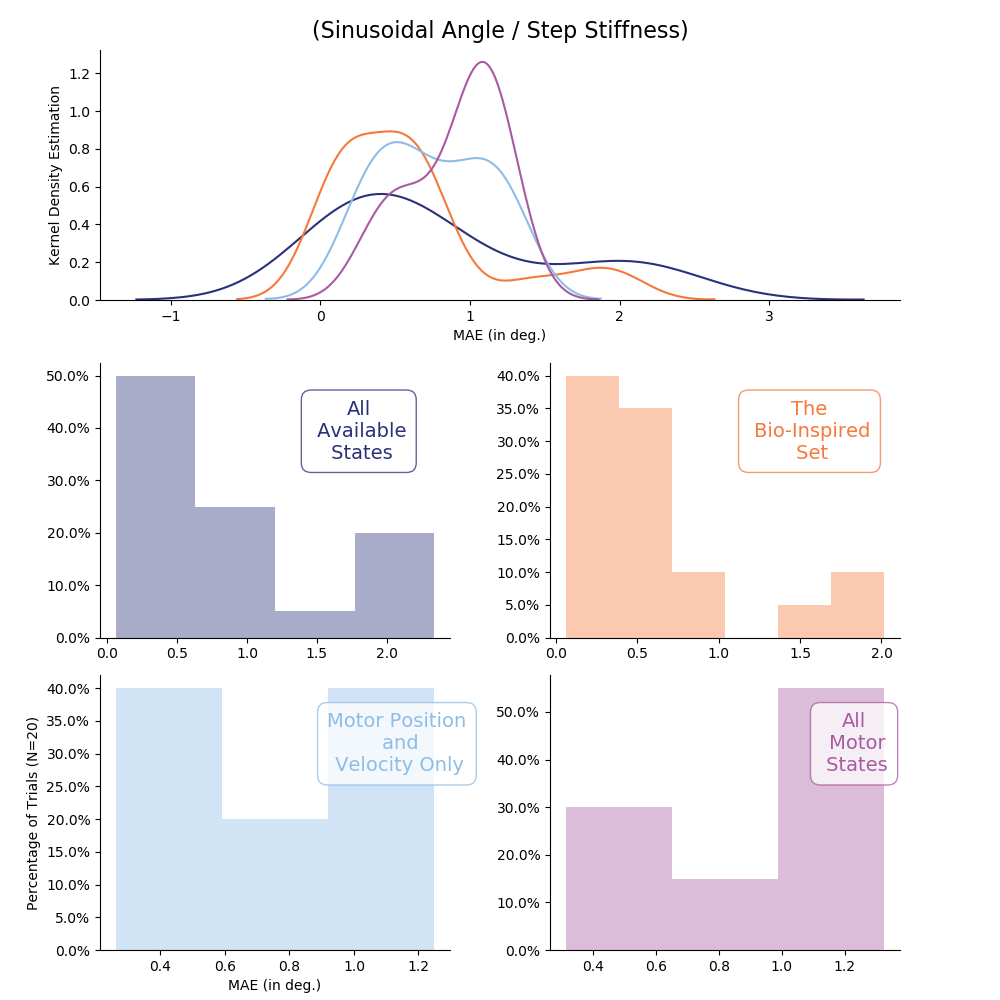 (Sinusoidal Angle / Step Stiffness)
Kernel Density Estimation
1.2
1.0
0.8
0.6
0.4
0.2
0.0
−1 0 1 2 3
MAE (in deg.)
50.0%
40.0%
30.0%
20.0%
10.0%
0.0%
0.0 0.5 1.0 1.5 2.0
All
Available
States
40.0%
35.0%
30.0%
25.0%
20.0%
15.0%
10.0%
5.0%
0.0%
0.0 0.5 1.0 1.5 2.0
The
Bio-Inspired
Set
Percentage of Trials (N=20)
40.0%
35.0%
30.0%
25.0%
20.0%
15.0%
10.0%
5.0%
0.0%
0.4 0.6 0.8 1.0 1.2
MAE (in deg.)
Motor Position
and
Velocity Only
50.0%
40.0%
30.0%
20.0%
10.0%
0.0%
0.4 0.6 0.8 1.0 1.2
All
Motor
States